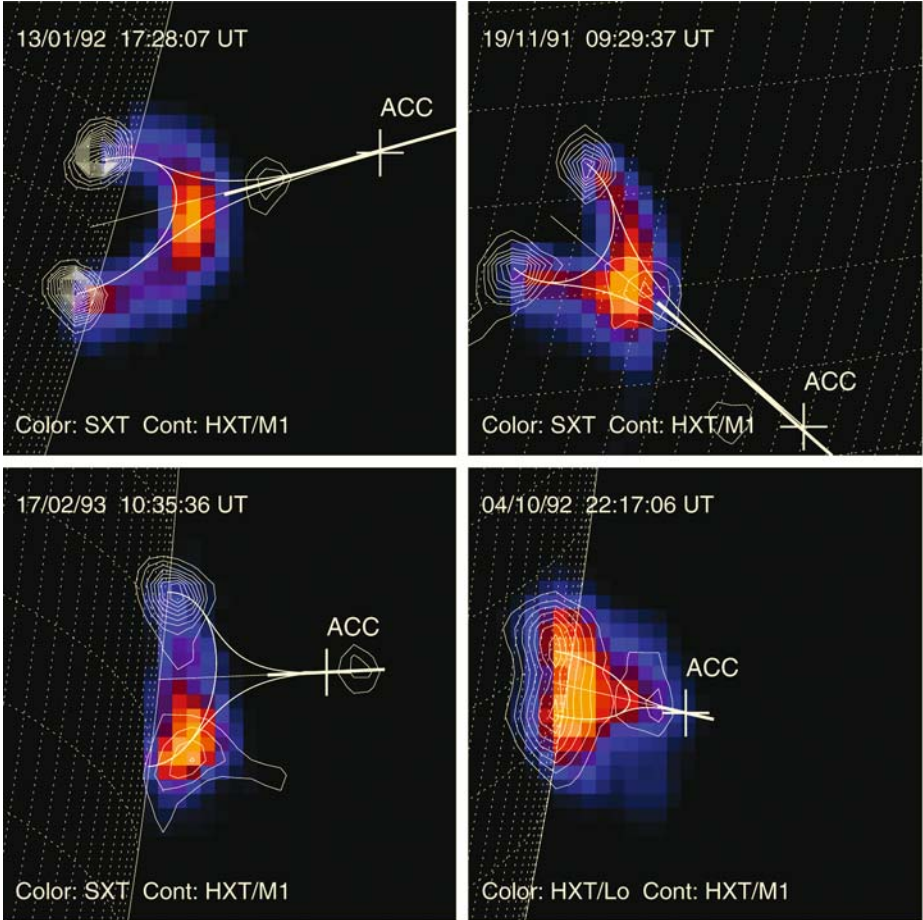 13/01/92 17:28:07 UT
ACC
Color: SXT Cont: HXT/M1
19/11/91 09:29:37 UT
ACC
Color: SXT Cont: HXT/M1
17/02/93 10:35:36 UT
ACC
Color: SXT Cont: HXT/M1
04/10/92 22:17:06 UT
ACC
Color: HXT/Lo Cont: HXT/M1